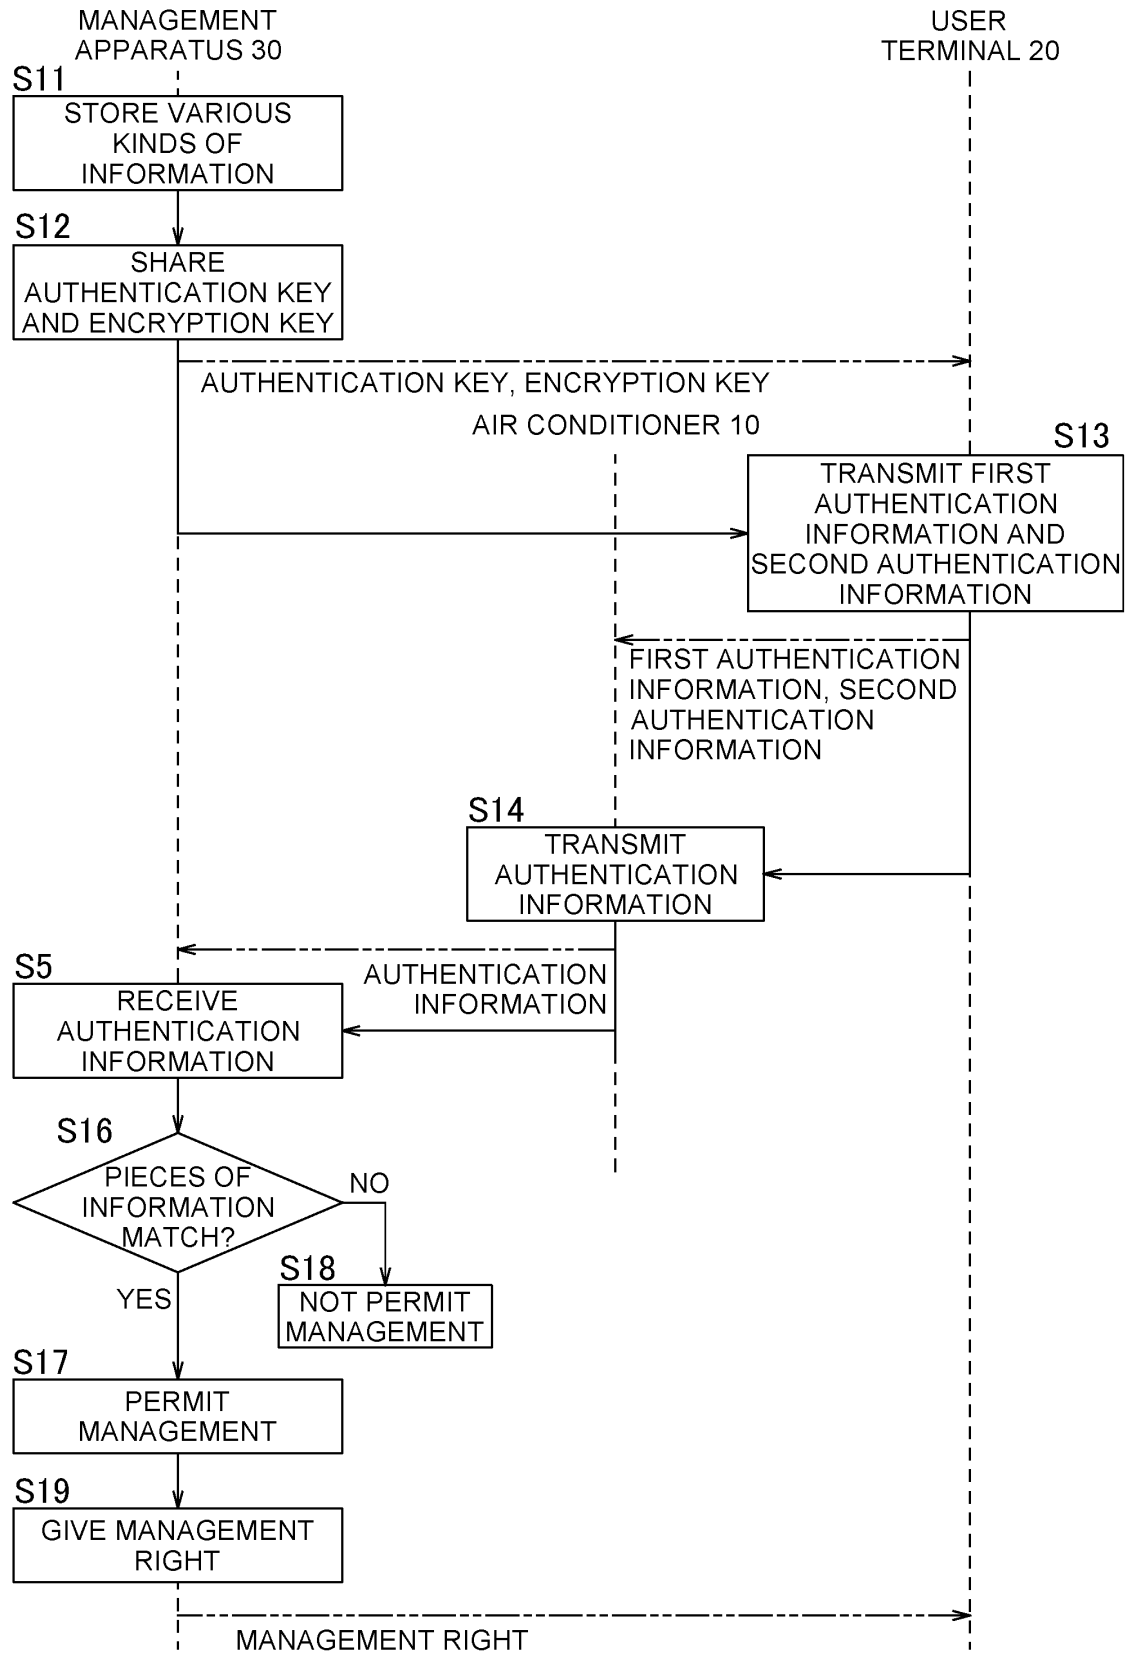 MANAGEMENT
APPARATUS 30
USER
TERMINAL 20
S11
STORE VARIOUS
KINDS OF
INFORMATION
S12
SHARE
AUTHENTICATION KEY
AND ENCRYPTION KEY
AUTHENTICATION KEY, ENCRYPTION KEY
AIR CONDITIONER 10
S13
TRANSMIT FIRST
AUTHENTICATION
INFORMATION AND
SECOND AUTHENTICATION
INFORMATION
FIRST AUTHENTICATION
INFORMATION, SECOND
AUTHENTICATION
INFORMATION
S14
TRANSMIT
AUTHENTICATION
INFORMATION
AUTHENTICATION
INFORMATION
S5
RECEIVE
AUTHENTICATION
INFORMATION
S16
PIECES OF
INFORMATION
MATCH?
NO
YES
S18
NOT PERMIT
MANAGEMENT
S17
PERMIT
MANAGEMENT
S19
GIVE MANAGEMENT
RIGHT
MANAGEMENT RIGHT